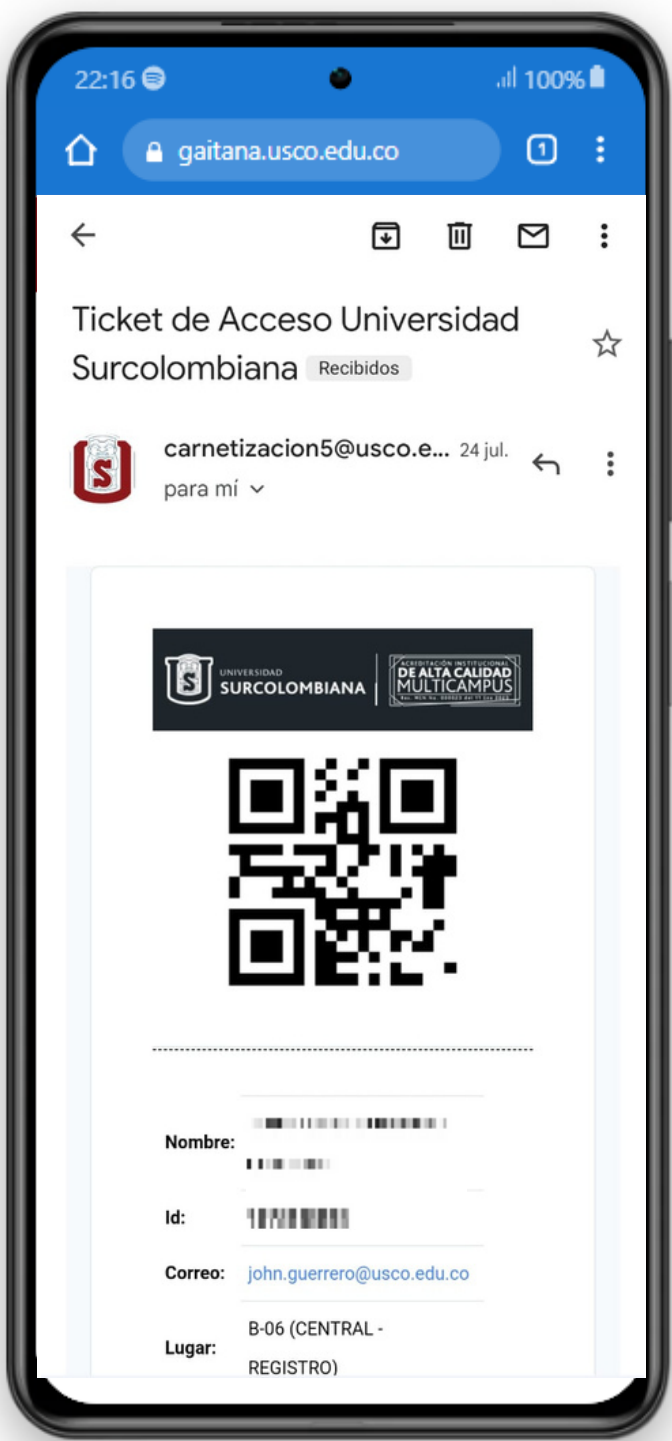 22:16 100%
gaitana.usco.edu.co 1
Ticket de Acceso Universidad
Surcolombiana Recibidos
carnetizacion5@usco.e... 24 jul.
para mí
UNIVERSIDAD
SURCOLOMBIANA
ACREDITACIÓN INSTITUCIONAL
DE ALTA CALIDAD
MULTICAMPUS
Nombre:
Id:
Correo: john.guerrero@usco.edu.co
Lugar: B-06 (CENTRAL -
REGISTRO)